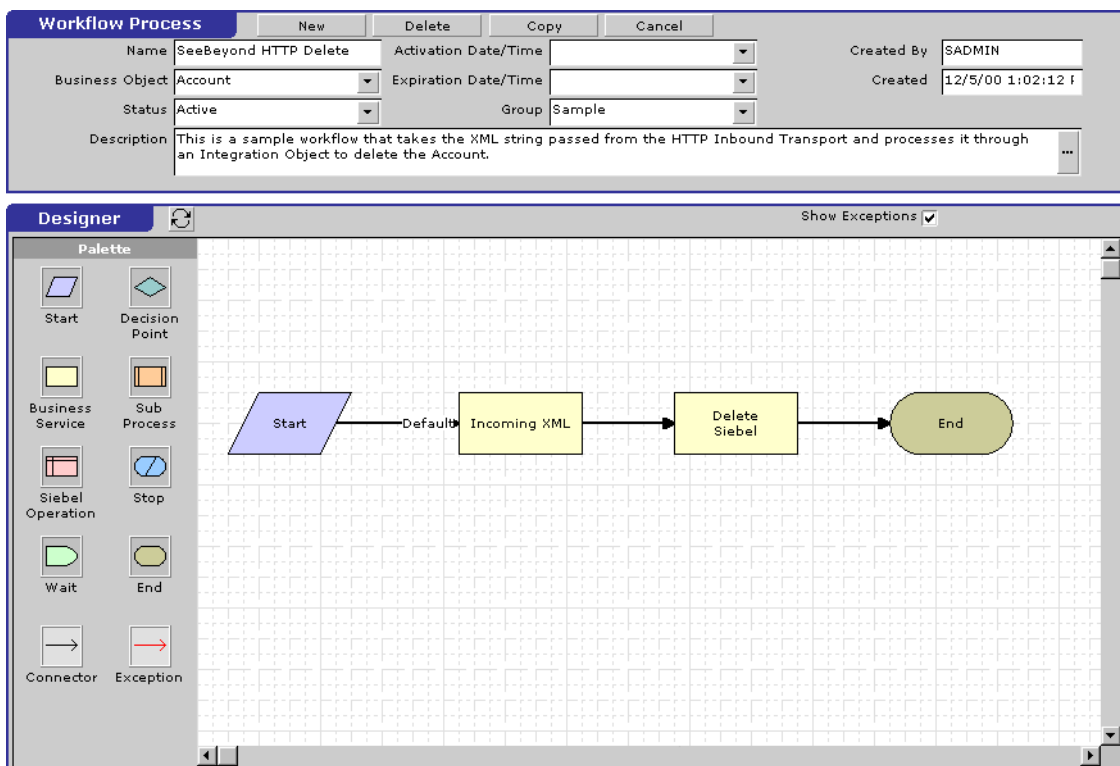 Workflow Process
New
Delete
Copy
Cancel
Name SeeBeyond HTTP Delete
Activation Date/Time
Created By SADMIN
Business Object Account
Expiration Date/Time
Created 12/5/00 1:02:12
Status Active
Group Sample
Description This is a sample workflow that takes the XML string passed from the HTTP Inbound Transport and processes it through
an Integration Object to delete the Account.
...
Designer
Show Exceptions
Palette
Start
Decision
Point
Business
Service
Sub
Process
Siebel
Operation
Stop
Wait
End
Connector
Exception
Start
Default
Incoming XML
Delete
Siebel
End